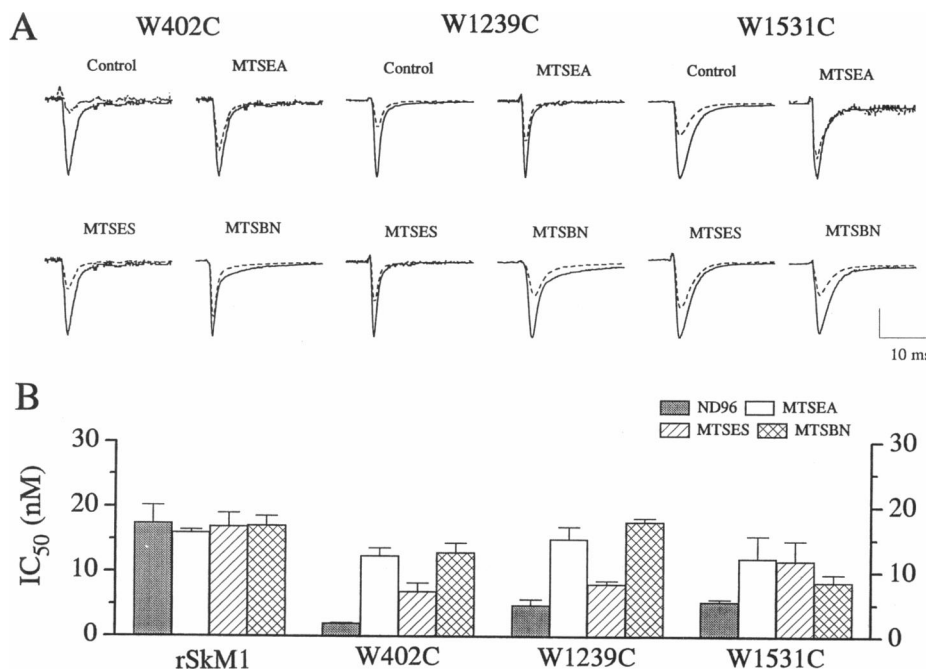 A
W402C W1239C W1531C
Control MTSEA Control MTSEA Control MTSEA
MTSES MTSBN MTSES MTSBN MTSES MTSBN
10 ms
B
ND96 MTSEA
MTSES MTSBN
IC50 (nM)
30 30
20 20
10 10
0 0
rSkM1 W402C W1239C W1531C